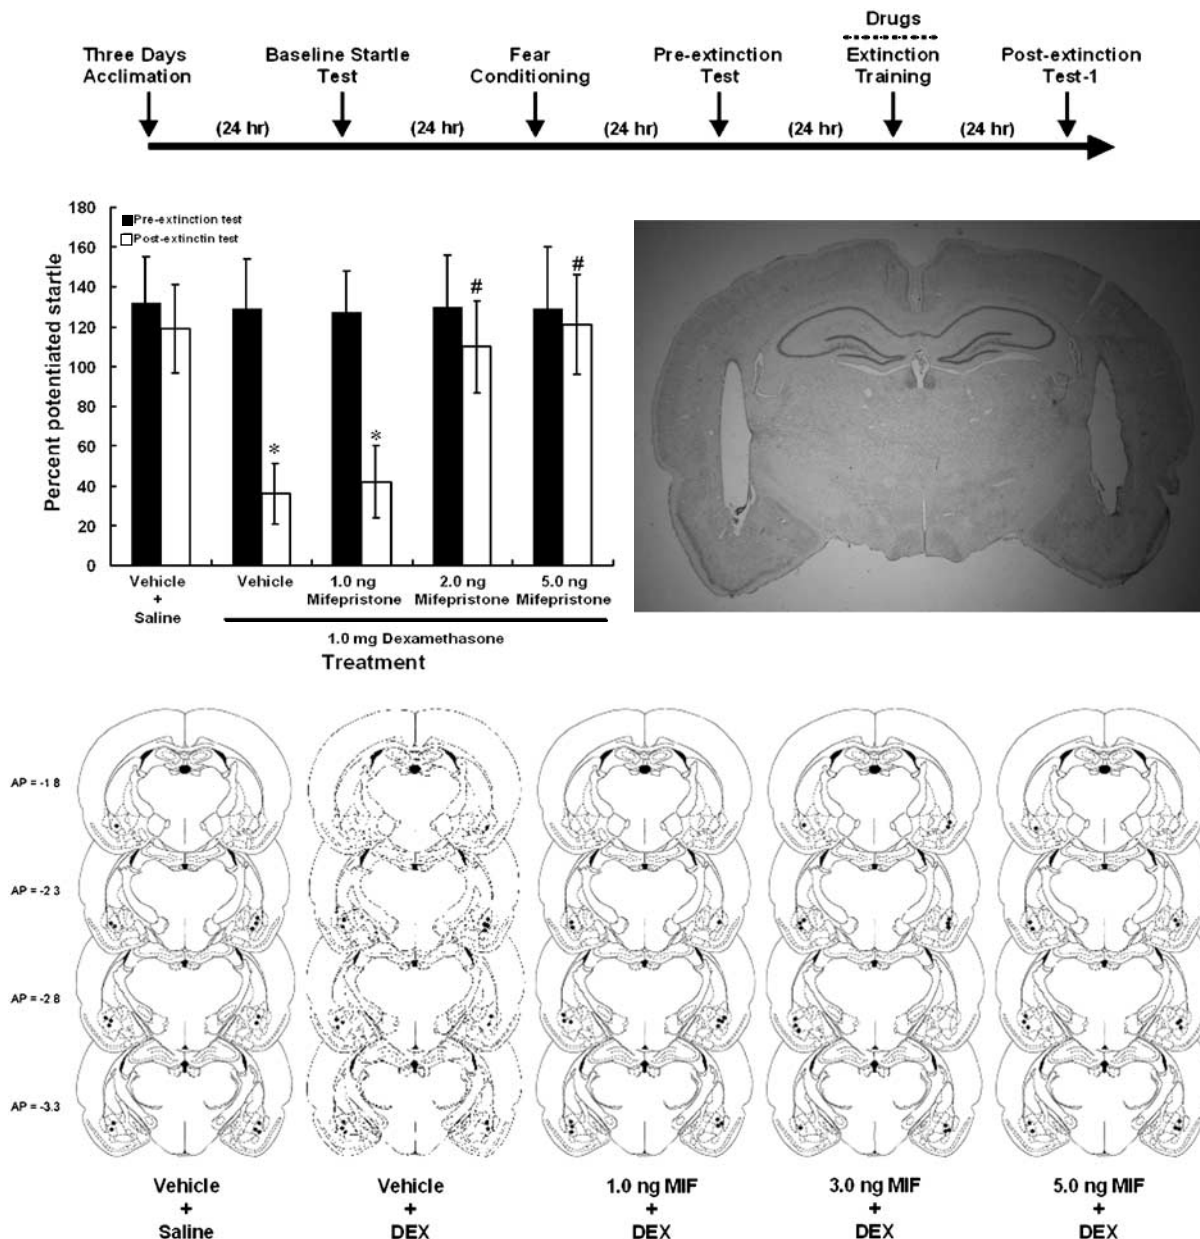 Drugs
Three Days
Acclimation
Baseline Startle
Test
Fear
Conditioning
Pre-extinction
Test
Extinction
Training
Post-extinction
Test-1
(24 hr)
(24 hr)
(24 hr)
(24 hr)
(24 hr)
Percent potentiated startle
180
160
140
120
100
80
60
40
20
0
Pre-extinction test
Post-extinctin test
*
*
#
#
Vehicle
+
Saline
Vehicle
1.0 ng
Mifepristone
2.0 ng
Mifepristone
5.0 ng
Mifepristone
1.0 mg Dexamethasone
Treatment
AP = -1.8
AP = -2.3
AP = -2.8
AP = -3.3
Vehicle
+
Saline
Vehicle
+
DEX
1.0 ng MIF
+
DEX
3.0 ng MIF
+
DEX
5.0 ng MIF
+
DEX